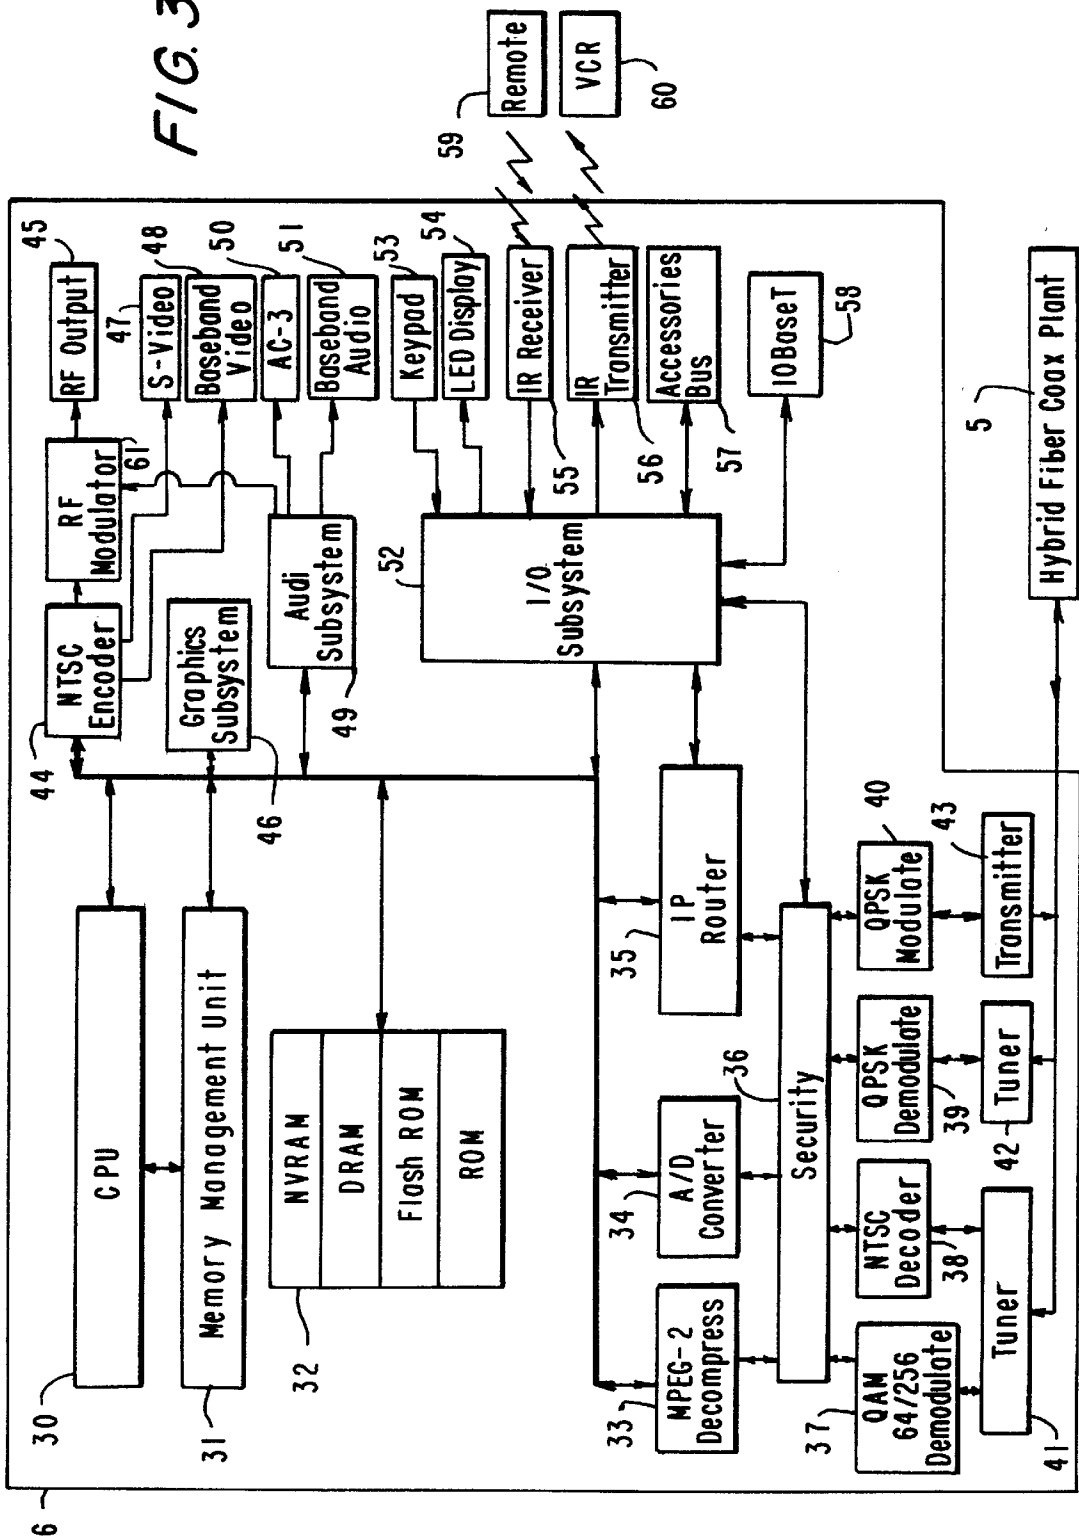 FIG. 3
6
30
CPU
31
Memory Management Unit
32
NVRAM
DRAM
Flash ROM
ROM
44
NTSC
Encoder
RF
Modulator
61
RF Output
45
47
S-Video
48
Baseband
Video
50
AC-3
51
Baseband
Audio
Graphics
Subsystem
46
Audi
Subsystem
49
53
Keypad
54
LED Display
52
I/O
Subsystem
IR Receiver
55
IR
Transmitter
56
Accessories
Bus
57
10BaseT
58
59
Remote
VCR
60
33
MPEG-2
Decompress
34
A/D
Converter
35
IP
Router
36
Security
37
QAM
64/256
Demodulate
NTSC
Decoder
38
QPSK
Demodulate
39
QPSK
Modulate
40
Tuner
41
Tuner
42
Transmitter
43
5
Hybrid Fiber Coax Plant